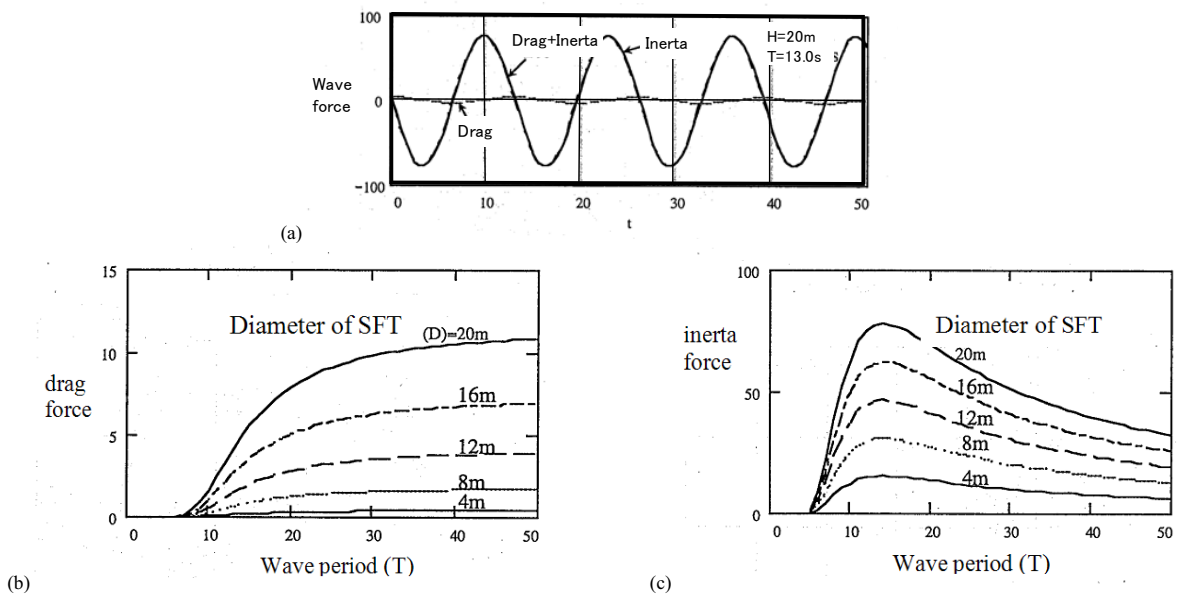 100
Wave
force
0
-100
Drag+Inerta
Inerta
H=20m
T=13.0s
Drag
0 10 20 30 40 50
t
(a)
15
10
5
0
drag
force
Diameter of SFT
(D)=20m
16m
12m
8m
4m
0 10 20 30 40 50
Wave period (T)
(b)
100
50
0
inerta
force
Diameter of SFT
20m
16m
12m
8m
4m
0 10 20 30 40 50
Wave period (T)
(c)